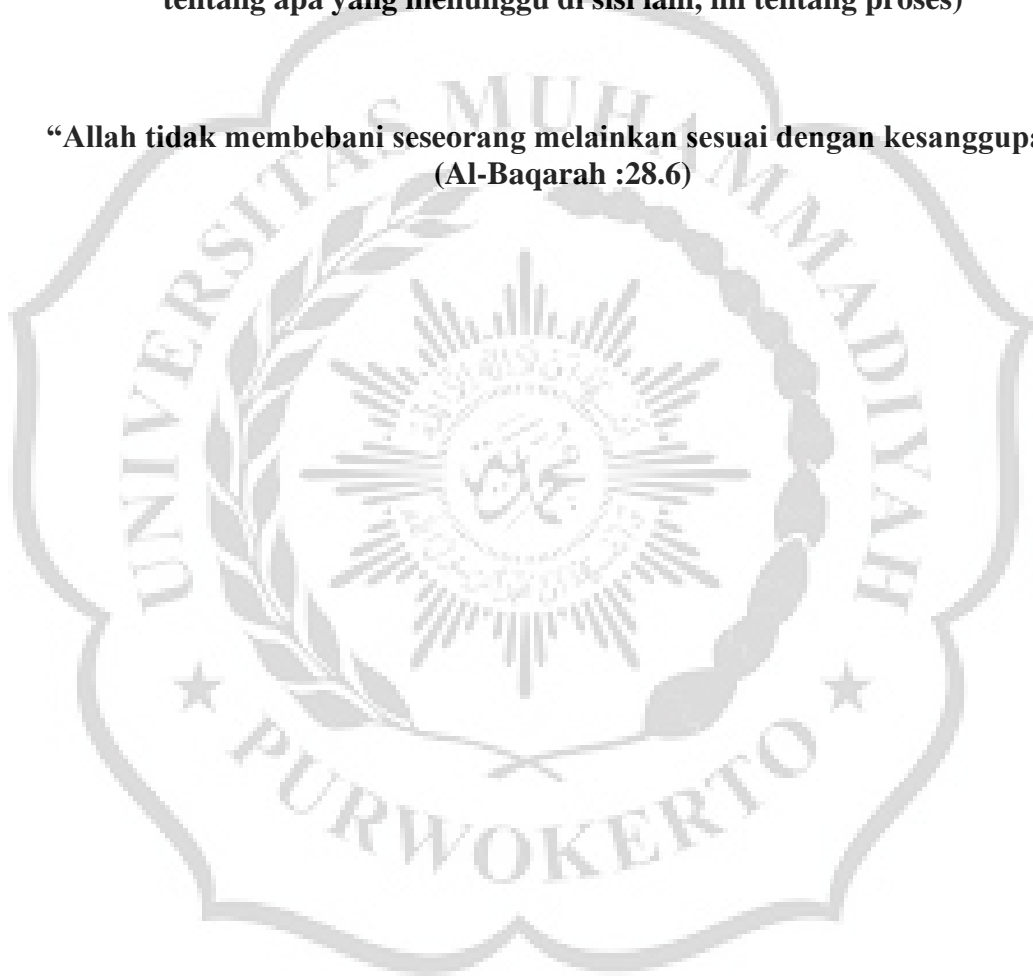 tentang apa yang menunggu di sisi lain, ini tentang proses)
“Allah tidak membebani seseorang melainkan sesuai dengan kesanggupa
(Al-Baqarah :28.6)
UNIVERSITAS MUHAMMADIYAH
PURWOKERTO